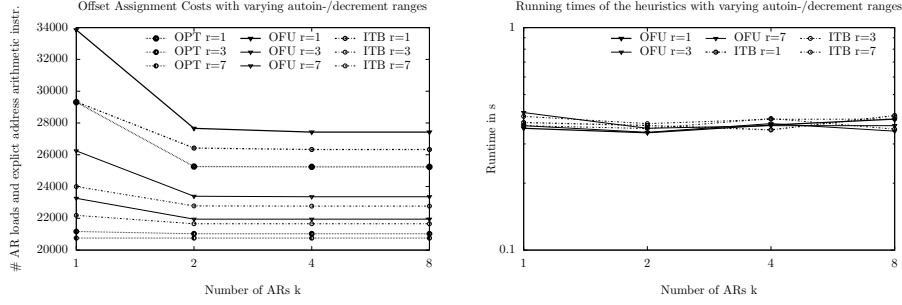 Offset Assignment Costs with varying autoin-/decrement ranges
# AR loads and explict address arithmetic instr.
34000
32000
30000
28000
26000
24000
22000
20000
OPT r=1
OPT r=3
OPT r=7
OFU r=1
OFU r=3
OFU r=7
ITB r=1
ITB r=3
ITB r=7
1
2
4
8
Number of ARs k
Running times of the heuristics with varying autoin-/decrement ranges
Runtime in s
1
0.1
OFU r=1
OFU r=3
OFU r=7
ITB r=1
ITB r=3
ITB r=7
1
2
4
8
Number of ARs k